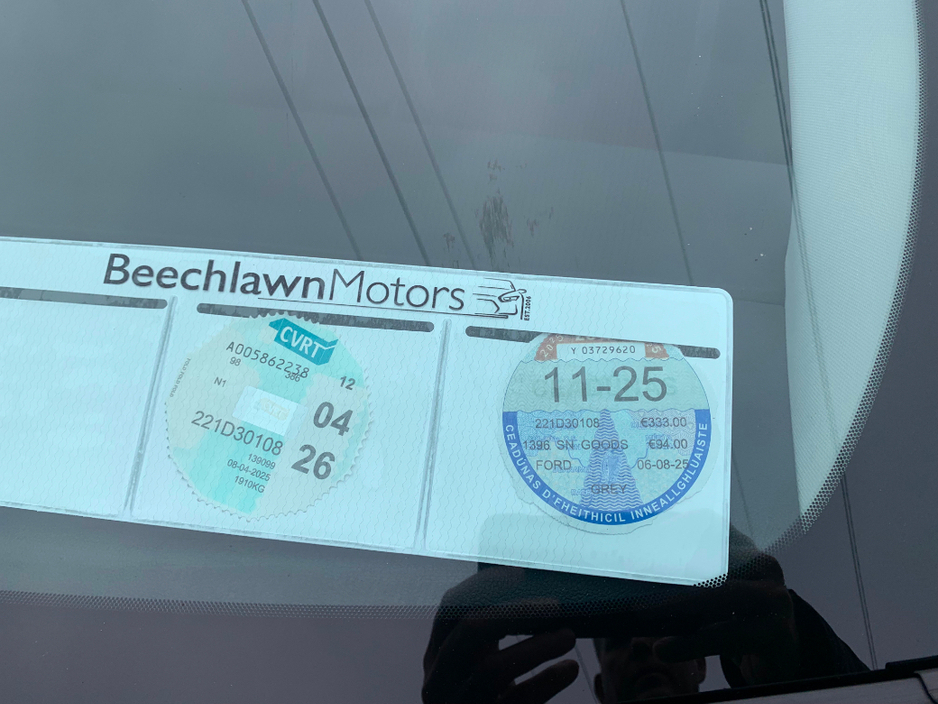 BeechlawnMotors
EST.2006
CVRT
A005862238
98
386
12
N1
04
221D30108
26
139099
08-04-2025
1910KG
Y 03729620
11-25
221D30108 €333.00
1396 SN GOODS €94.00
FORD 06-08-25
GREY
CEADUNAS D'FHEITHICIL INNEALLGHLUAISTE